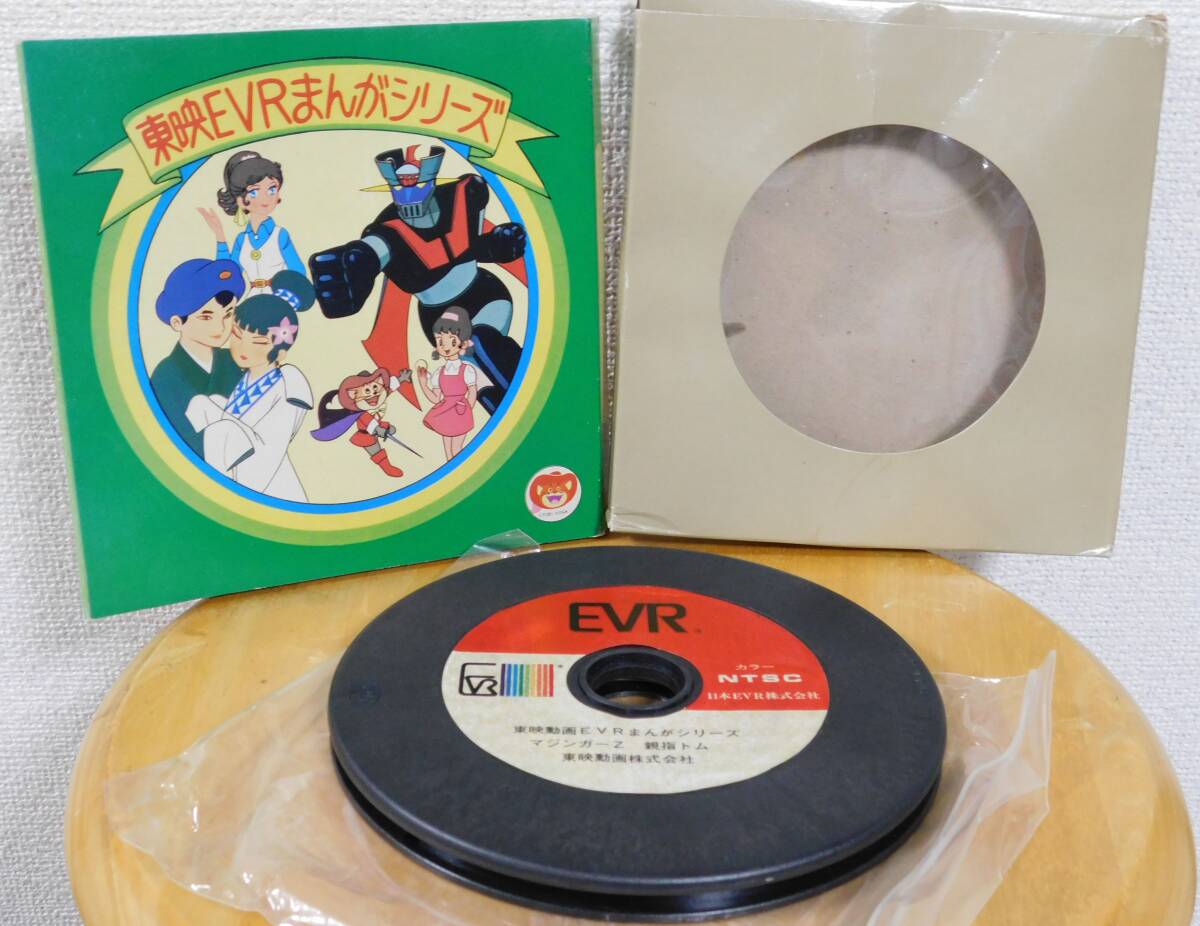 東映EVRまんがシリーズ
EVR
EVR
カラー
NTSC
日本EVR株式会社
東映動画EVRまんがシリーズ
マジンガーZ 親指トム
東映動画株式会社